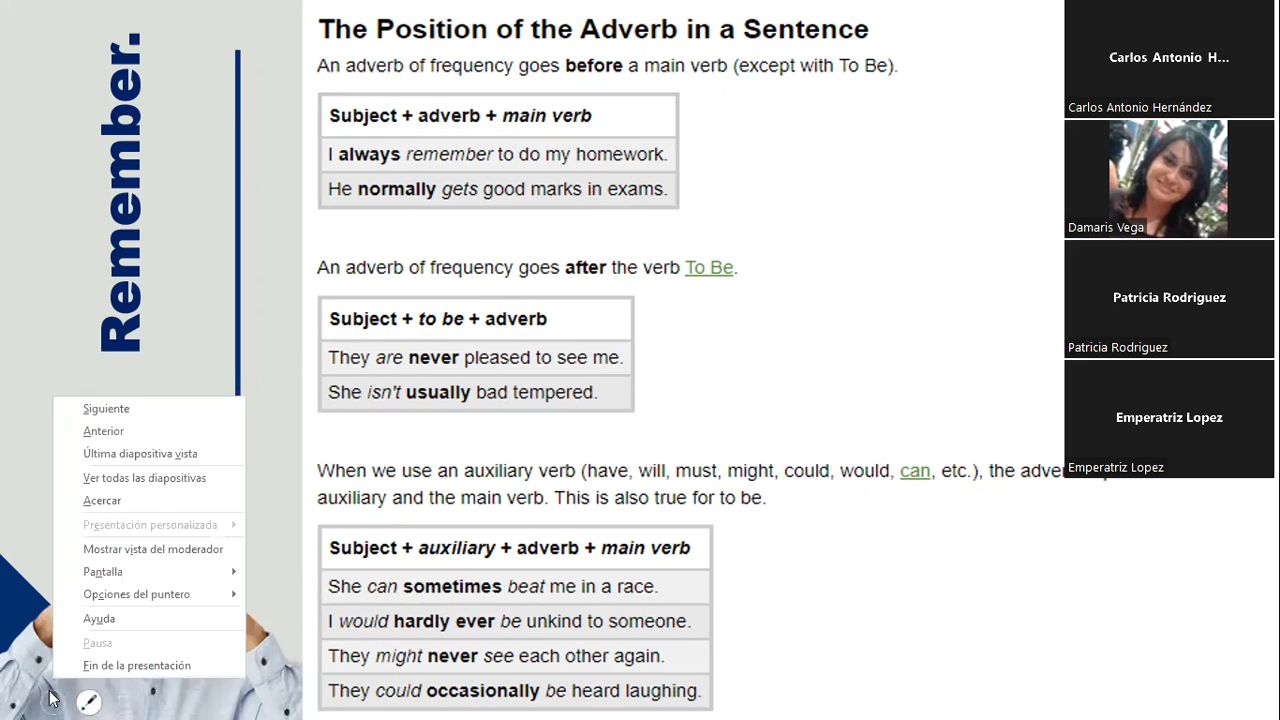 Remember.
The Position of the Adverb in a Sentence
An adverb of frequency goes before a main verb (except with To Be).
Subject + adverb + main verb
I always remember to do my homework.
He normally gets good marks in exams.
An adverb of frequency goes after the verb To Be.
Subject + to be + adverb
They are never pleased to see me.
She isn't usually bad tempered.
When we use an auxiliary verb (have, will, must, might, could, would, can, etc.), the
auxiliary and the main verb. This is also true for to be.
Subject + auxiliary + adverb + main verb
She can sometimes beat me in a race.
I would hardly ever be unkind to someone.
They might never see each other again.
They could occasionally be heard laughing.
Siguiente
Anterior
Última diapositiva vista
Ver todas las diapositivas
Acercar
Presentación personalizada
Mostrar vista del moderador
Pantalla
Opciones del puntero
Ayuda
Pausa
Fin de la presentación
Carlos Antonio H...
Carlos Antonio Hernández
Damaris Vega
Patricia Rodriguez
Patricia Rodriguez
Emperatriz Lopez
Emperatriz Lopez